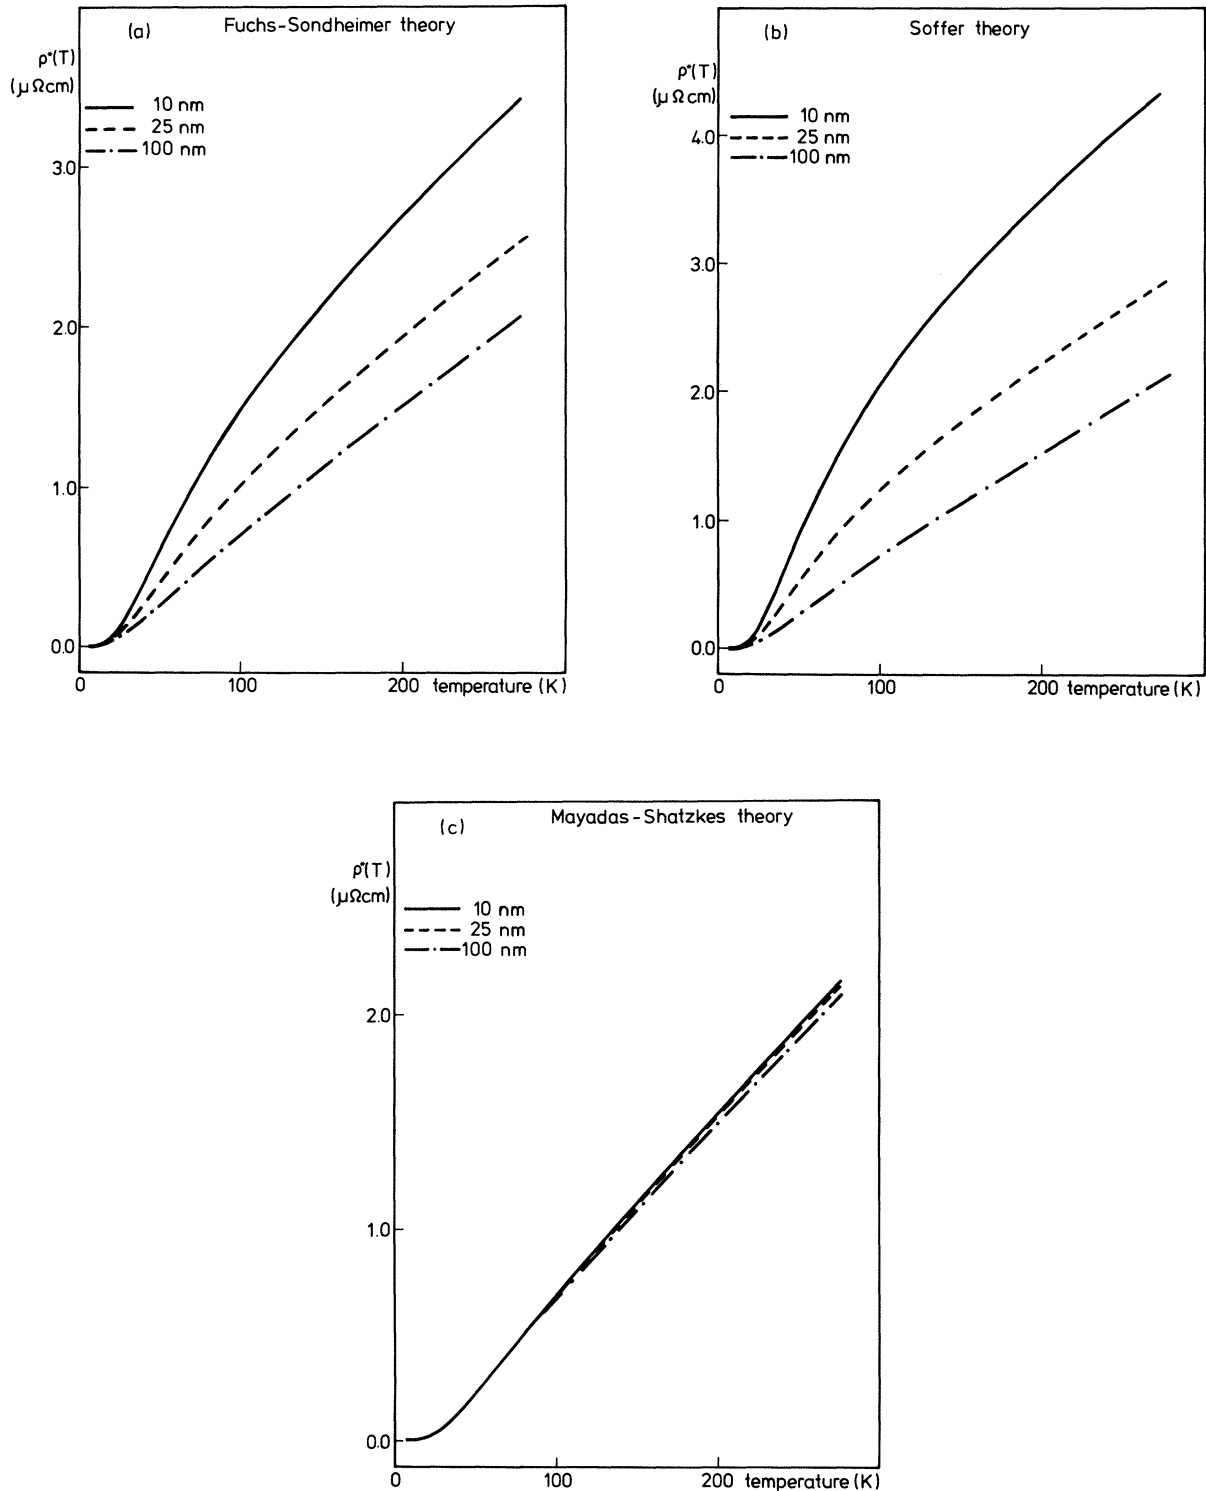 (a) Fuchs-Sondheimer theory
ρ*(T)
(μΩcm)
10 nm
25 nm
100 nm
3.0
2.0
1.0
0.0
0 100 200 temperature (K)
(b) Soffer theory
ρ*(T)
(μΩcm)
10 nm
25 nm
100 nm
4.0
3.0
2.0
1.0
0.0
0 100 200 temperature (K)
(c) Mayadas-Shatzkes theory
ρ*(T)
(μΩcm)
10 nm
25 nm
100 nm
2.0
1.0
0.0
0 100 200 temperature (K)